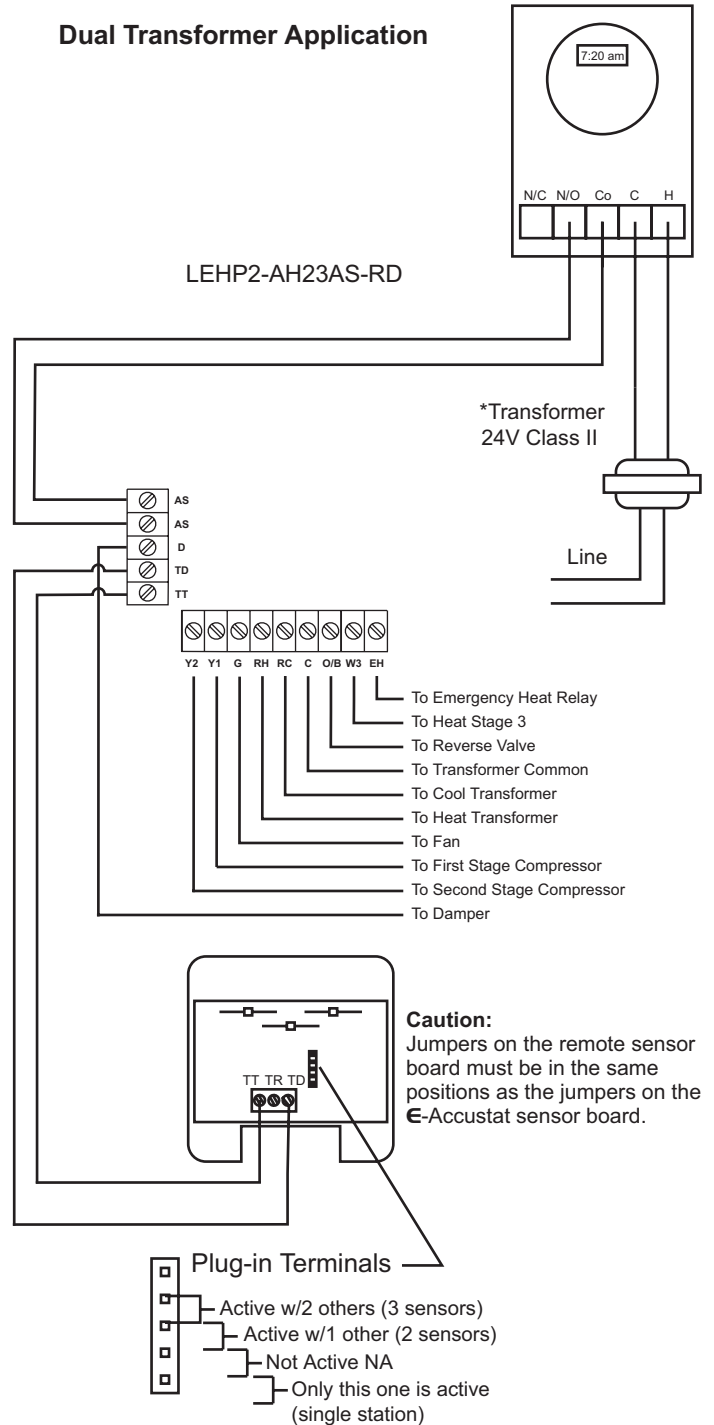 Dual Transformer Application
7:20 am
N/C N/O Co C H
LEHP2-AH23AS-RD
*Transformer
24V Class II
Line
AS
AS
D
TD
TT
Y2 Y1 G RH RC C O/B W3 EH
To Emergency Heat Relay
To Heat Stage 3
To Reverse Valve
To Transformer Common
To Cool Transformer
To Heat Transformer
To Fan
To First Stage Compressor
To Second Stage Compressor
To Damper
TT TR TD
Caution:
Jumpers on the remote sensor
board must be in the same
positions as the jumpers on the
∈-Accustat sensor board.
Plug-in Terminals
Active w/2 others (3 sensors)
Active w/1 other (2 sensors)
Not Active NA
Only this one is active
(single station)